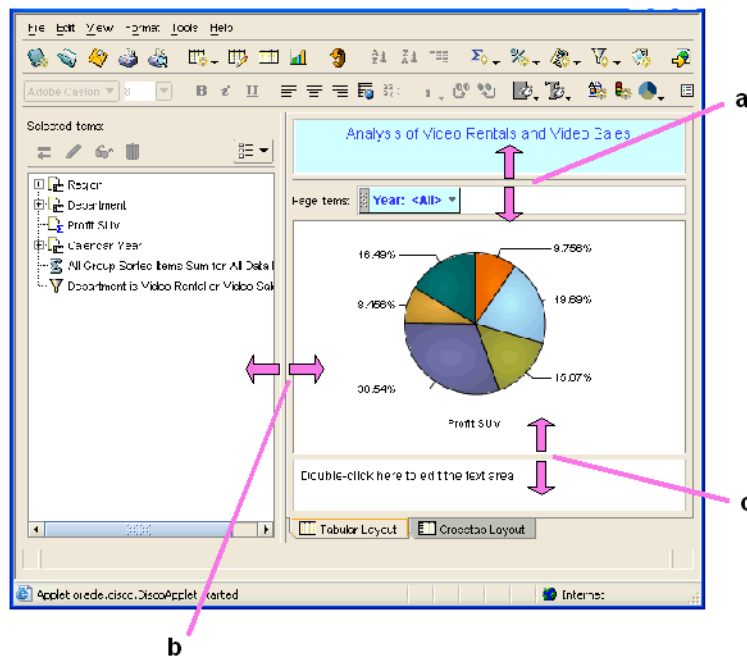 File Edit View Format Tools Help
Adobe Caslon 8
B i U
Selected items:
Region
Department
Profit SUM
Calendar Year
All Group Sorted Items Sum for All Data
Department is Video Rental or Video Sal
Analysis of Video Rentals and Video Sales
Page Items: Year: <All>
16.49%
9.756%
19.69%
15.07%
30.54%
Profit SUM
Double-click here to edit the text area
Tabular Layout Crosstab Layout
Applet oracle.disco.DiscoApplet started
Internet
a
b
c